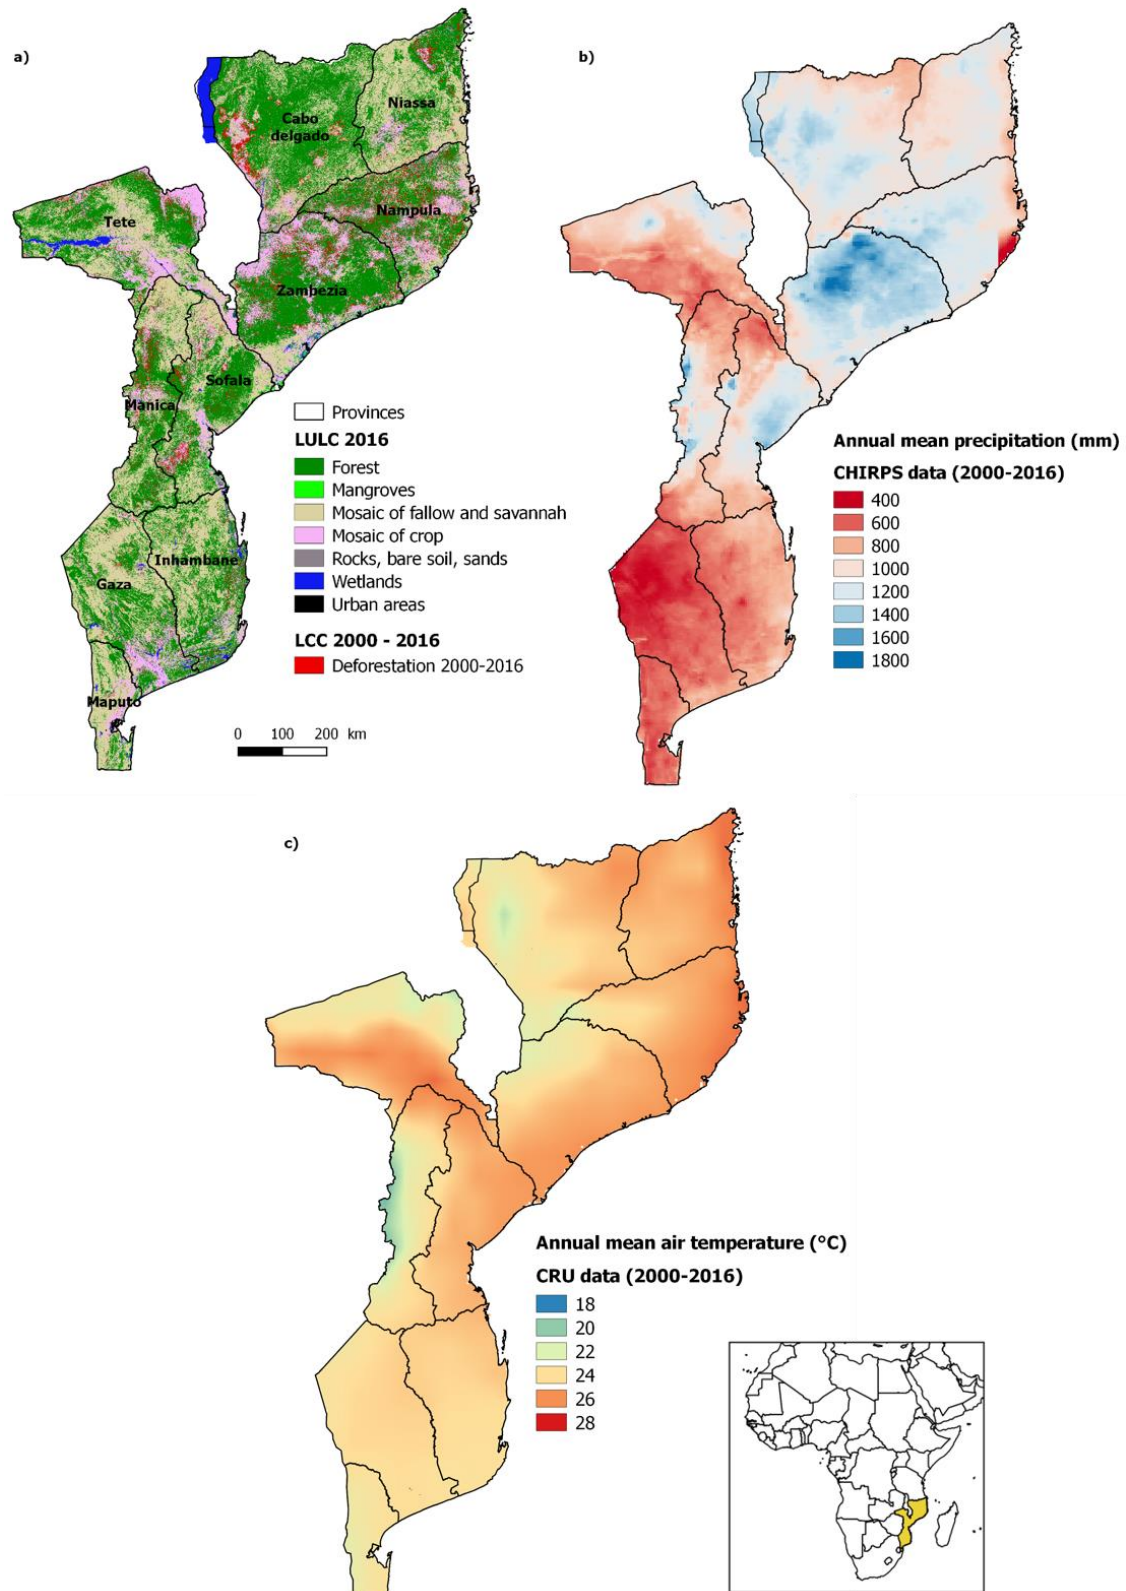 a)
Niassa
Cabo
delgado
Nampula
Tete
Zambezia
Sofala
Manica
Inhambane
Gaza
Maputo
Provinces
LULC 2016
Forest
Mangroves
Mosaic of fallow and savannah
Mosaic of crop
Rocks, bare soil, sands
Wetlands
Urban areas
LCC 2000 - 2016
Deforestation 2000-2016
0 100 200 km
b)
Annual mean precipitation (mm)
CHIRPS data (2000-2016)
400
600
800
1000
1200
1400
1600
1800
c)
Annual mean air temperature (°C)
CRU data (2000-2016)
18
20
22
24
26
28